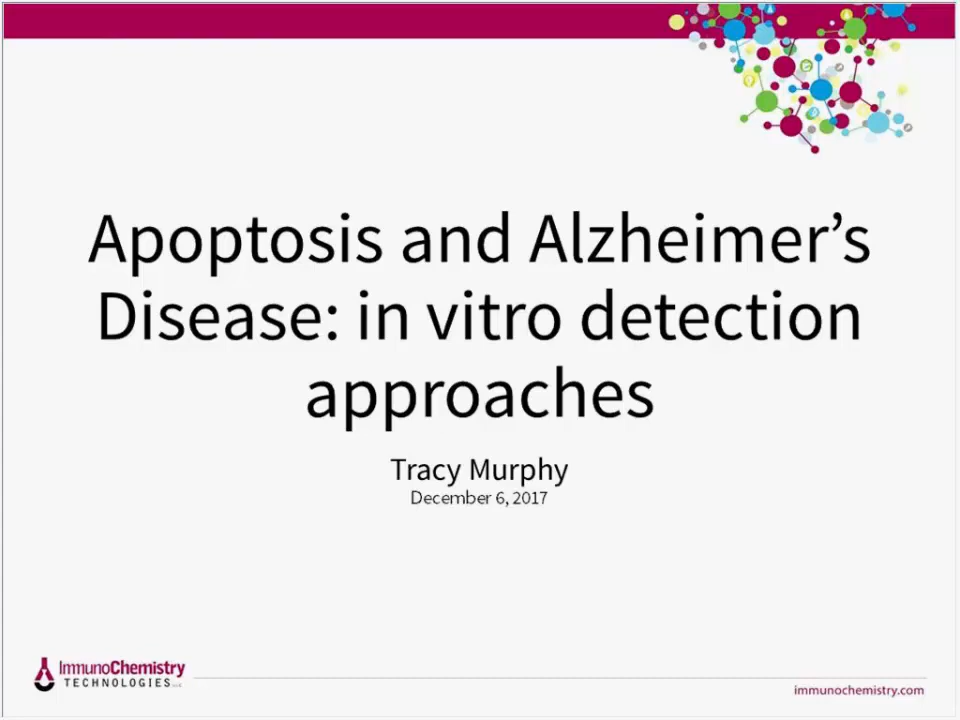 Apoptosis and Alzheimer’s
Disease: in vitro detection
approaches
Tracy Murphy
December 6, 2017
ImmunoChemistry
TECHNOLOGIES
immunochemistry.com